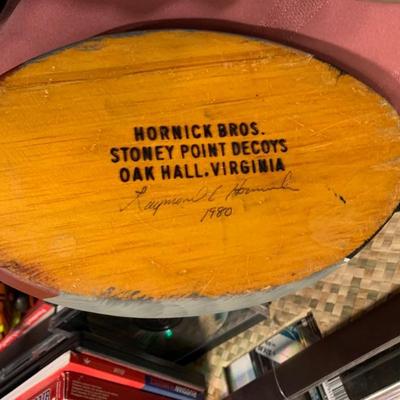 HORNICK BROS.
STONEY POINT DECOYS
OAK HALL, VIRGINIA
Raymond C Hornick
1980